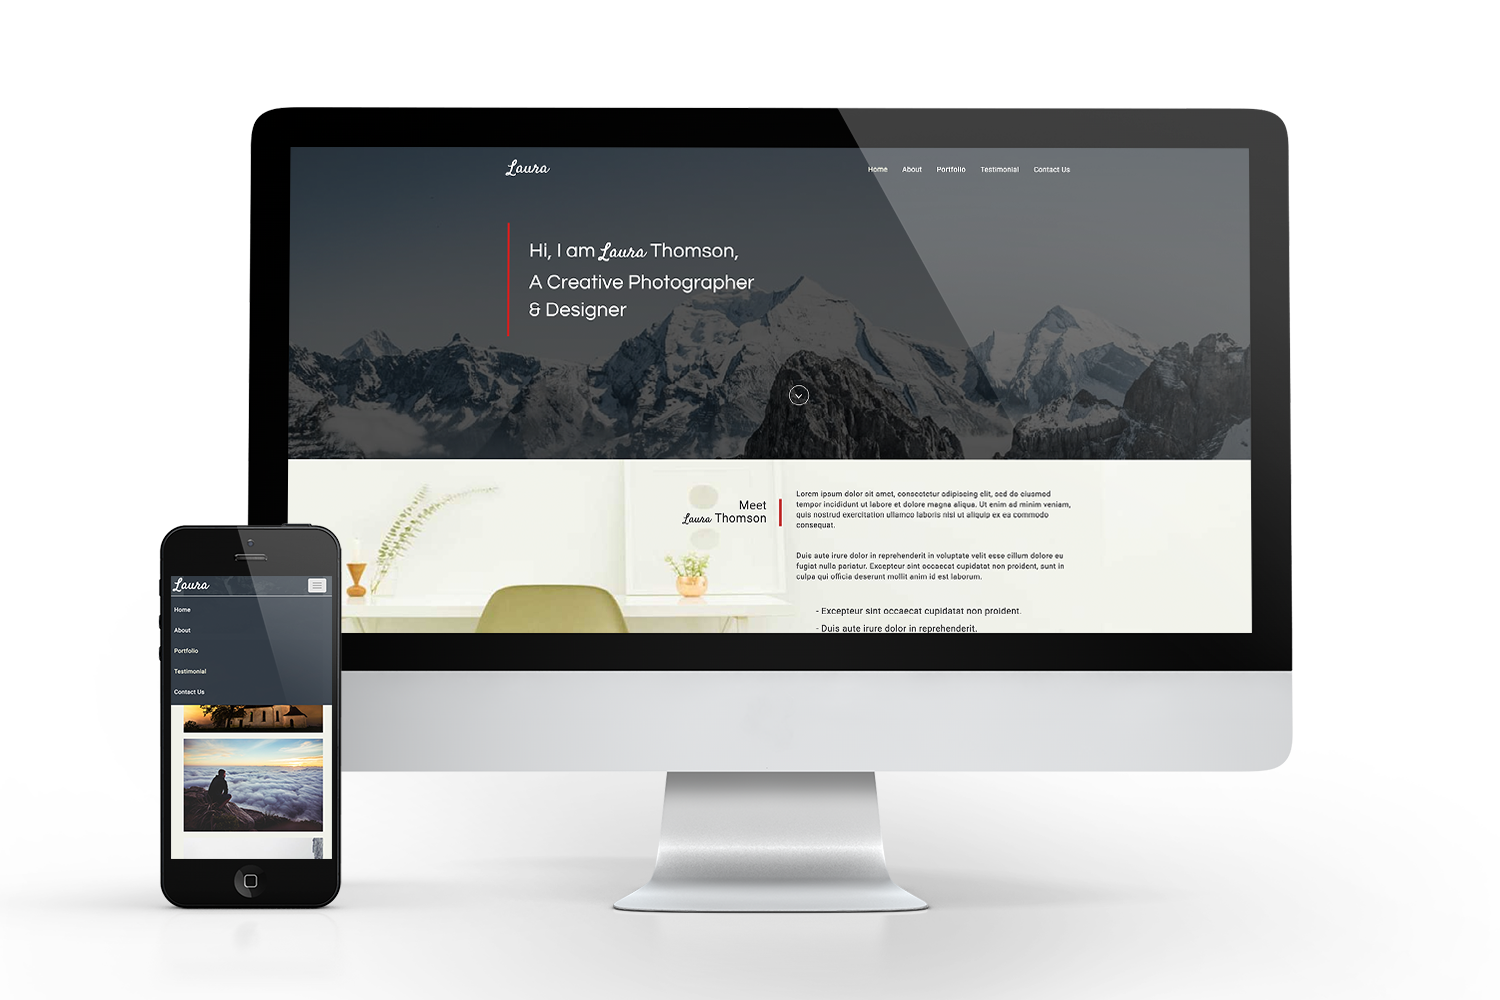 Laura
Home About Portfolio Testimonial Contact Us
Hi, I am Laura Thomson,
A Creative Photographer
& Designer
Meet
Laura Thomson
Lorem ipsum dolor sit amet, consectetur adipiscing elit, sed do eiusmod
tempor incididunt ut labore et dolore magna aliqua. Ut enim ad minim veniam,
quis nostrud exercitation ullamco laboris nisi ut aliquip ex ea commodo
consequat.
Duis aute irure dolor in reprehenderit in voluptate velit esse cillum dolore eu
fugiat nulla pariatur. Excepteur sint occaecat cupidatat non proident, sunt in
culpa qui officia deserunt mollit anim id est laborum.
- Excepteur sint occaecat cupidatat non proident.
- Duis aute irure dolor in reprehenderit.
Laura
Home
About
Portfolio
Testimonial
Contact Us